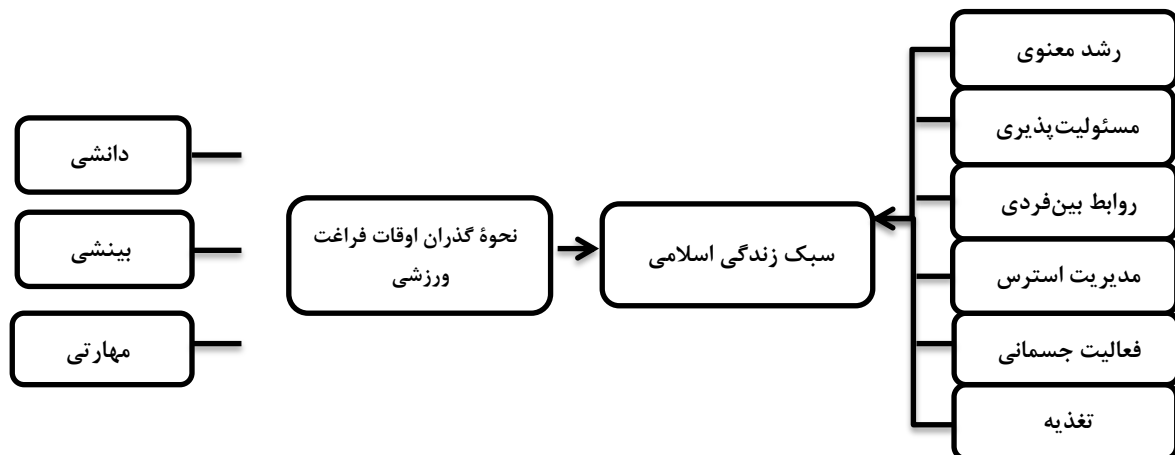 رشد معنوی
مسئولیت‌پذیری
روابط بین‌فردی
مدیریت استرس
فعالیت جسمانی
تغذیه
سبک زندگی اسلامی
نحوهٔ گذران اوقات فراغت
ورزشی
دانشی
بینشی
مهارتی